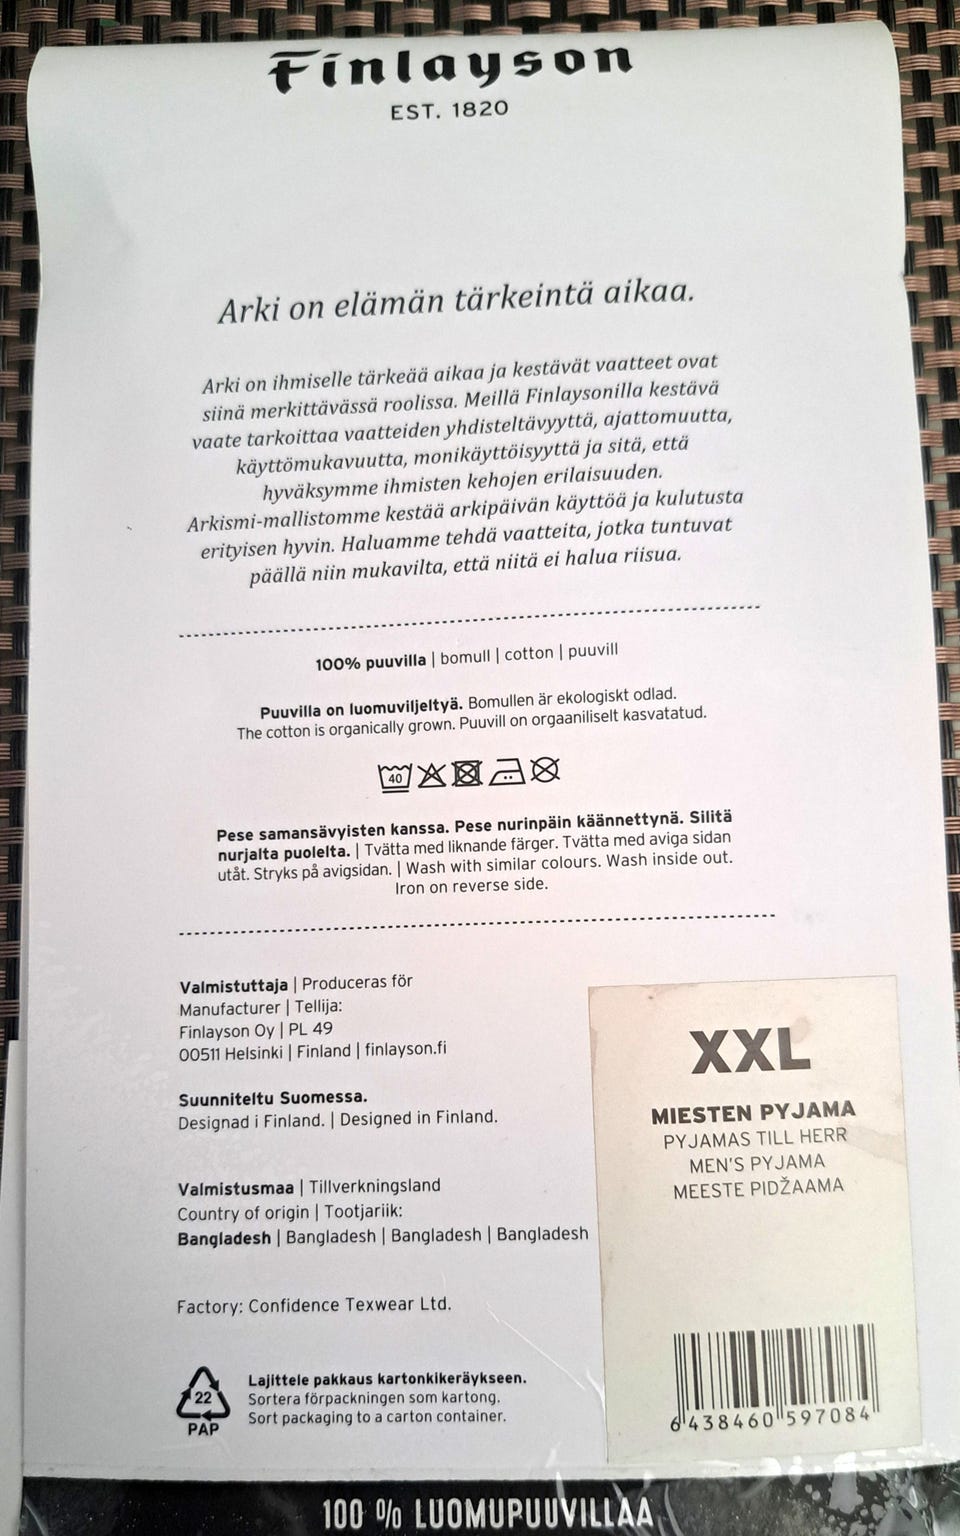 Finlayson
EST. 1820
Arki on elämän tärkeintä aikaa.
Arki on ihmiselle tärkeää aikaa ja kestävät vaatteet ovat
siinä merkittävässä roolissa. Meillä Finlaysonilla kestävä
vaate tarkoittaa vaatteiden yhdisteltävyyttä, ajattomuutta,
käyttömukavuutta, monikäyttöisyyttä ja sitä, että
hyväksymme ihmisten kehojen erilaisuuden.
Arkismi-mallistomme kestää arkipäivän käyttöä ja kulutusta
erityisen hyvin. Haluamme tehdä vaatteita, jotka tuntuvat
päällä niin mukavilta, että niitä ei halua riisua.
100% puuvilla | bomull | cotton | puuvill
Puuvilla on luomuviljeltyä. Bomullen är ekologiskt odlad.
The cotton is organically grown. Puuvill on orgaaniliselt kasvatatud.
40
Pese samansävyisten kanssa. Pese nurinpäin käännettynä. Silitä
nurjalta puolelta. | Tvätta med liknande färger. Tvätta med aviga sidan
utåt. Stryks på avigsidan. | Wash with similar colours. Wash inside out.
Iron on reverse side.
Valmistuttaja | Produceras för
Manufacturer | Tellija:
Finlayson Oy | PL 49
00511 Helsinki | Finland | finlayson.fi
Suunniteltu Suomessa.
Designad i Finland. | Designed in Finland.
Valmistusmaa | Tillverkningsland
Country of origin | Tootjariik:
Bangladesh | Bangladesh | Bangladesh | Bangladesh
Factory: Confidence Texwear Ltd.
22
PAP
Lajittele pakkaus kartonkikeräykseen.
Sortera förpackningen som kartong.
Sort packaging to a carton container.
XXL
MIESTEN PYJAMA
PYJAMAS TILL HERR
MEN'S PYJAMA
MEESTE PIDŽAAMA
6 438460 597084
100 % LUOMUPUUVILLAA